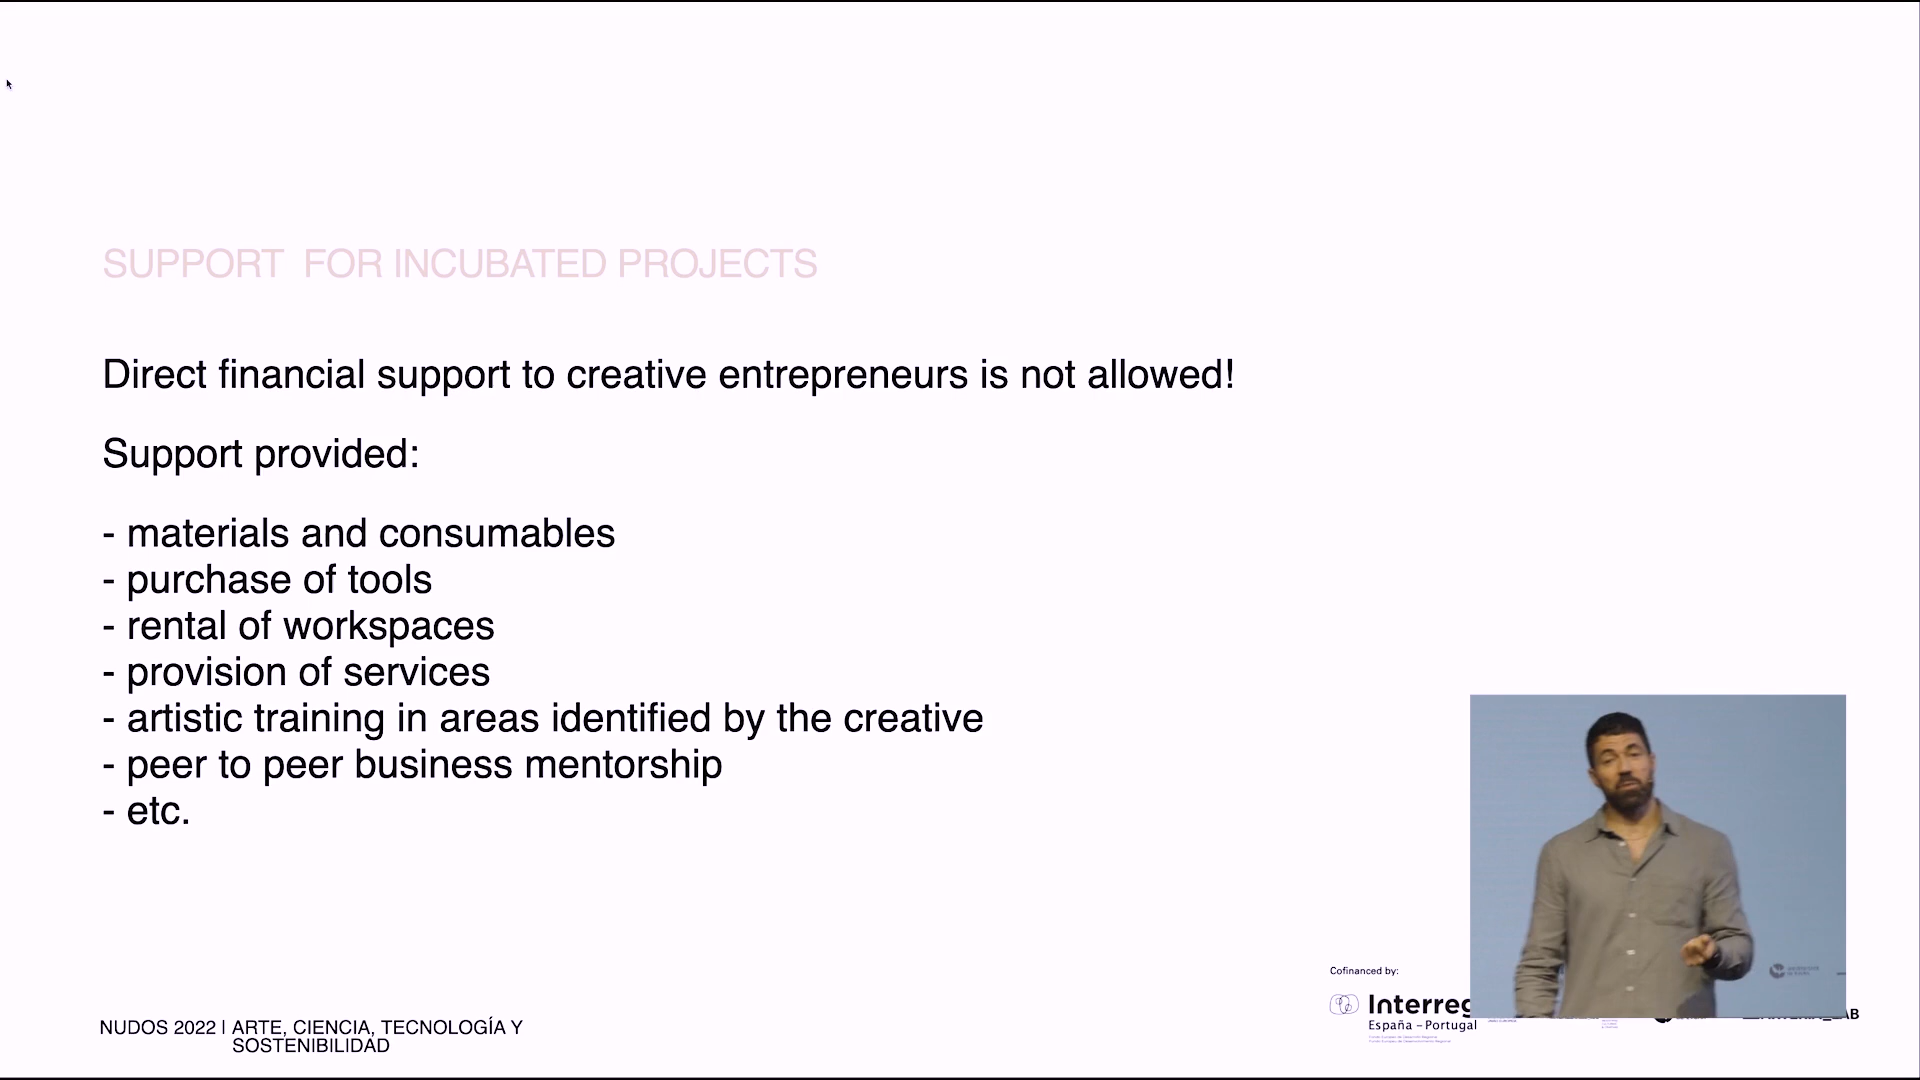 SUPPORT  FOR INCUBATED PROJECTS
Direct financial support to creative entrepreneurs is not allowed!
Support provided:
- materials and consumables
- purchase of tools
- rental of workspaces
- provision of services
- artistic training in areas identified by the creative
- peer to peer business mentorship
- etc.
Cofinanced by:
Interreg
España – Portugal
NUDOS 2022 | ARTE, CIENCIA, TECNOLOGÍA Y
SOSTENIBILIDAD